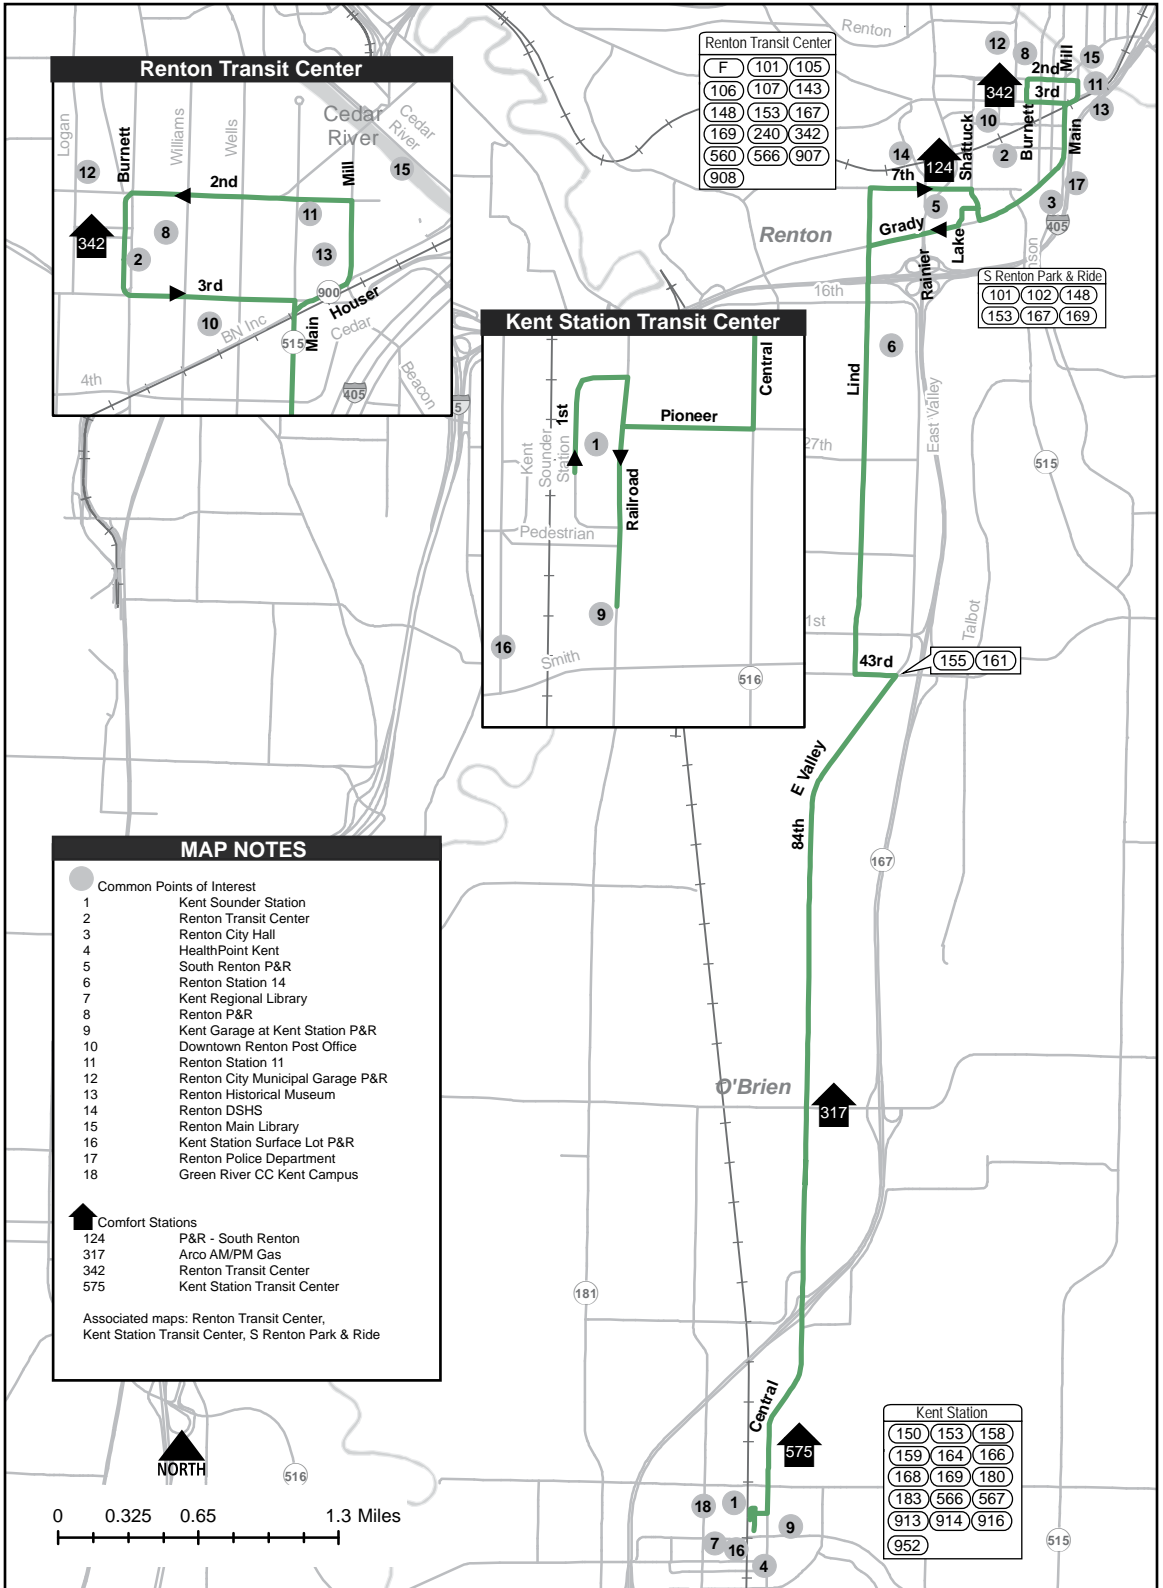 Renton Transit Center
Logan
Burnett
Williams
Wells
Cedar
River
Cedar
River
Mill
12
15
2nd
11
342
8
2
13
3rd
900
Houser
10
BN Inc
515
Main
Cedar
4th
405
Beacon
5
Renton Transit Center
F 101 105
106 107 143
148 153 167
169 240 342
560 566 907
908
Renton
12
8
Mill
15
2nd
342
3rd
11
13
10
Burnett
Main
Shattuck
14
124
2
7th
17
5
3
405
Grady
Lake
nson
Renton
Rainier
16th
S Renton Park & Ride
101 102 148
153 167 169
6
Lind
East Valley
27th
515
Kent Station Transit Center
Central
1st
Pioneer
1
Kent
Sounder
Station
Railroad
Pedestrian
9
16
Smith
516
1st
Talbot
43rd
155 161
E Valley
84th
167
O'Brien
317
181
MAP NOTES
Common Points of Interest
1 Kent Sounder Station
2 Renton Transit Center
3 Renton City Hall
4 HealthPoint Kent
5 South Renton P&R
6 Renton Station 14
7 Kent Regional Library
8 Renton P&R
9 Kent Garage at Kent Station P&R
10 Downtown Renton Post Office
11 Renton Station 11
12 Renton City Municipal Garage P&R
13 Renton Historical Museum
14 Renton DSHS
15 Renton Main Library
16 Kent Station Surface Lot P&R
17 Renton Police Department
18 Green River CC Kent Campus
Comfort Stations
124 P&R - South Renton
317 Arco AM/PM Gas
342 Renton Transit Center
575 Kent Station Transit Center
Associated maps: Renton Transit Center,
Kent Station Transit Center, S Renton Park & Ride
NORTH
516
0 0.325 0.65 1.3 Miles
Central
575
Kent Station
150 153 158
159 164 166
168 169 180
183 566 567
913 914 916
952
18
1
9
7
16
4
515